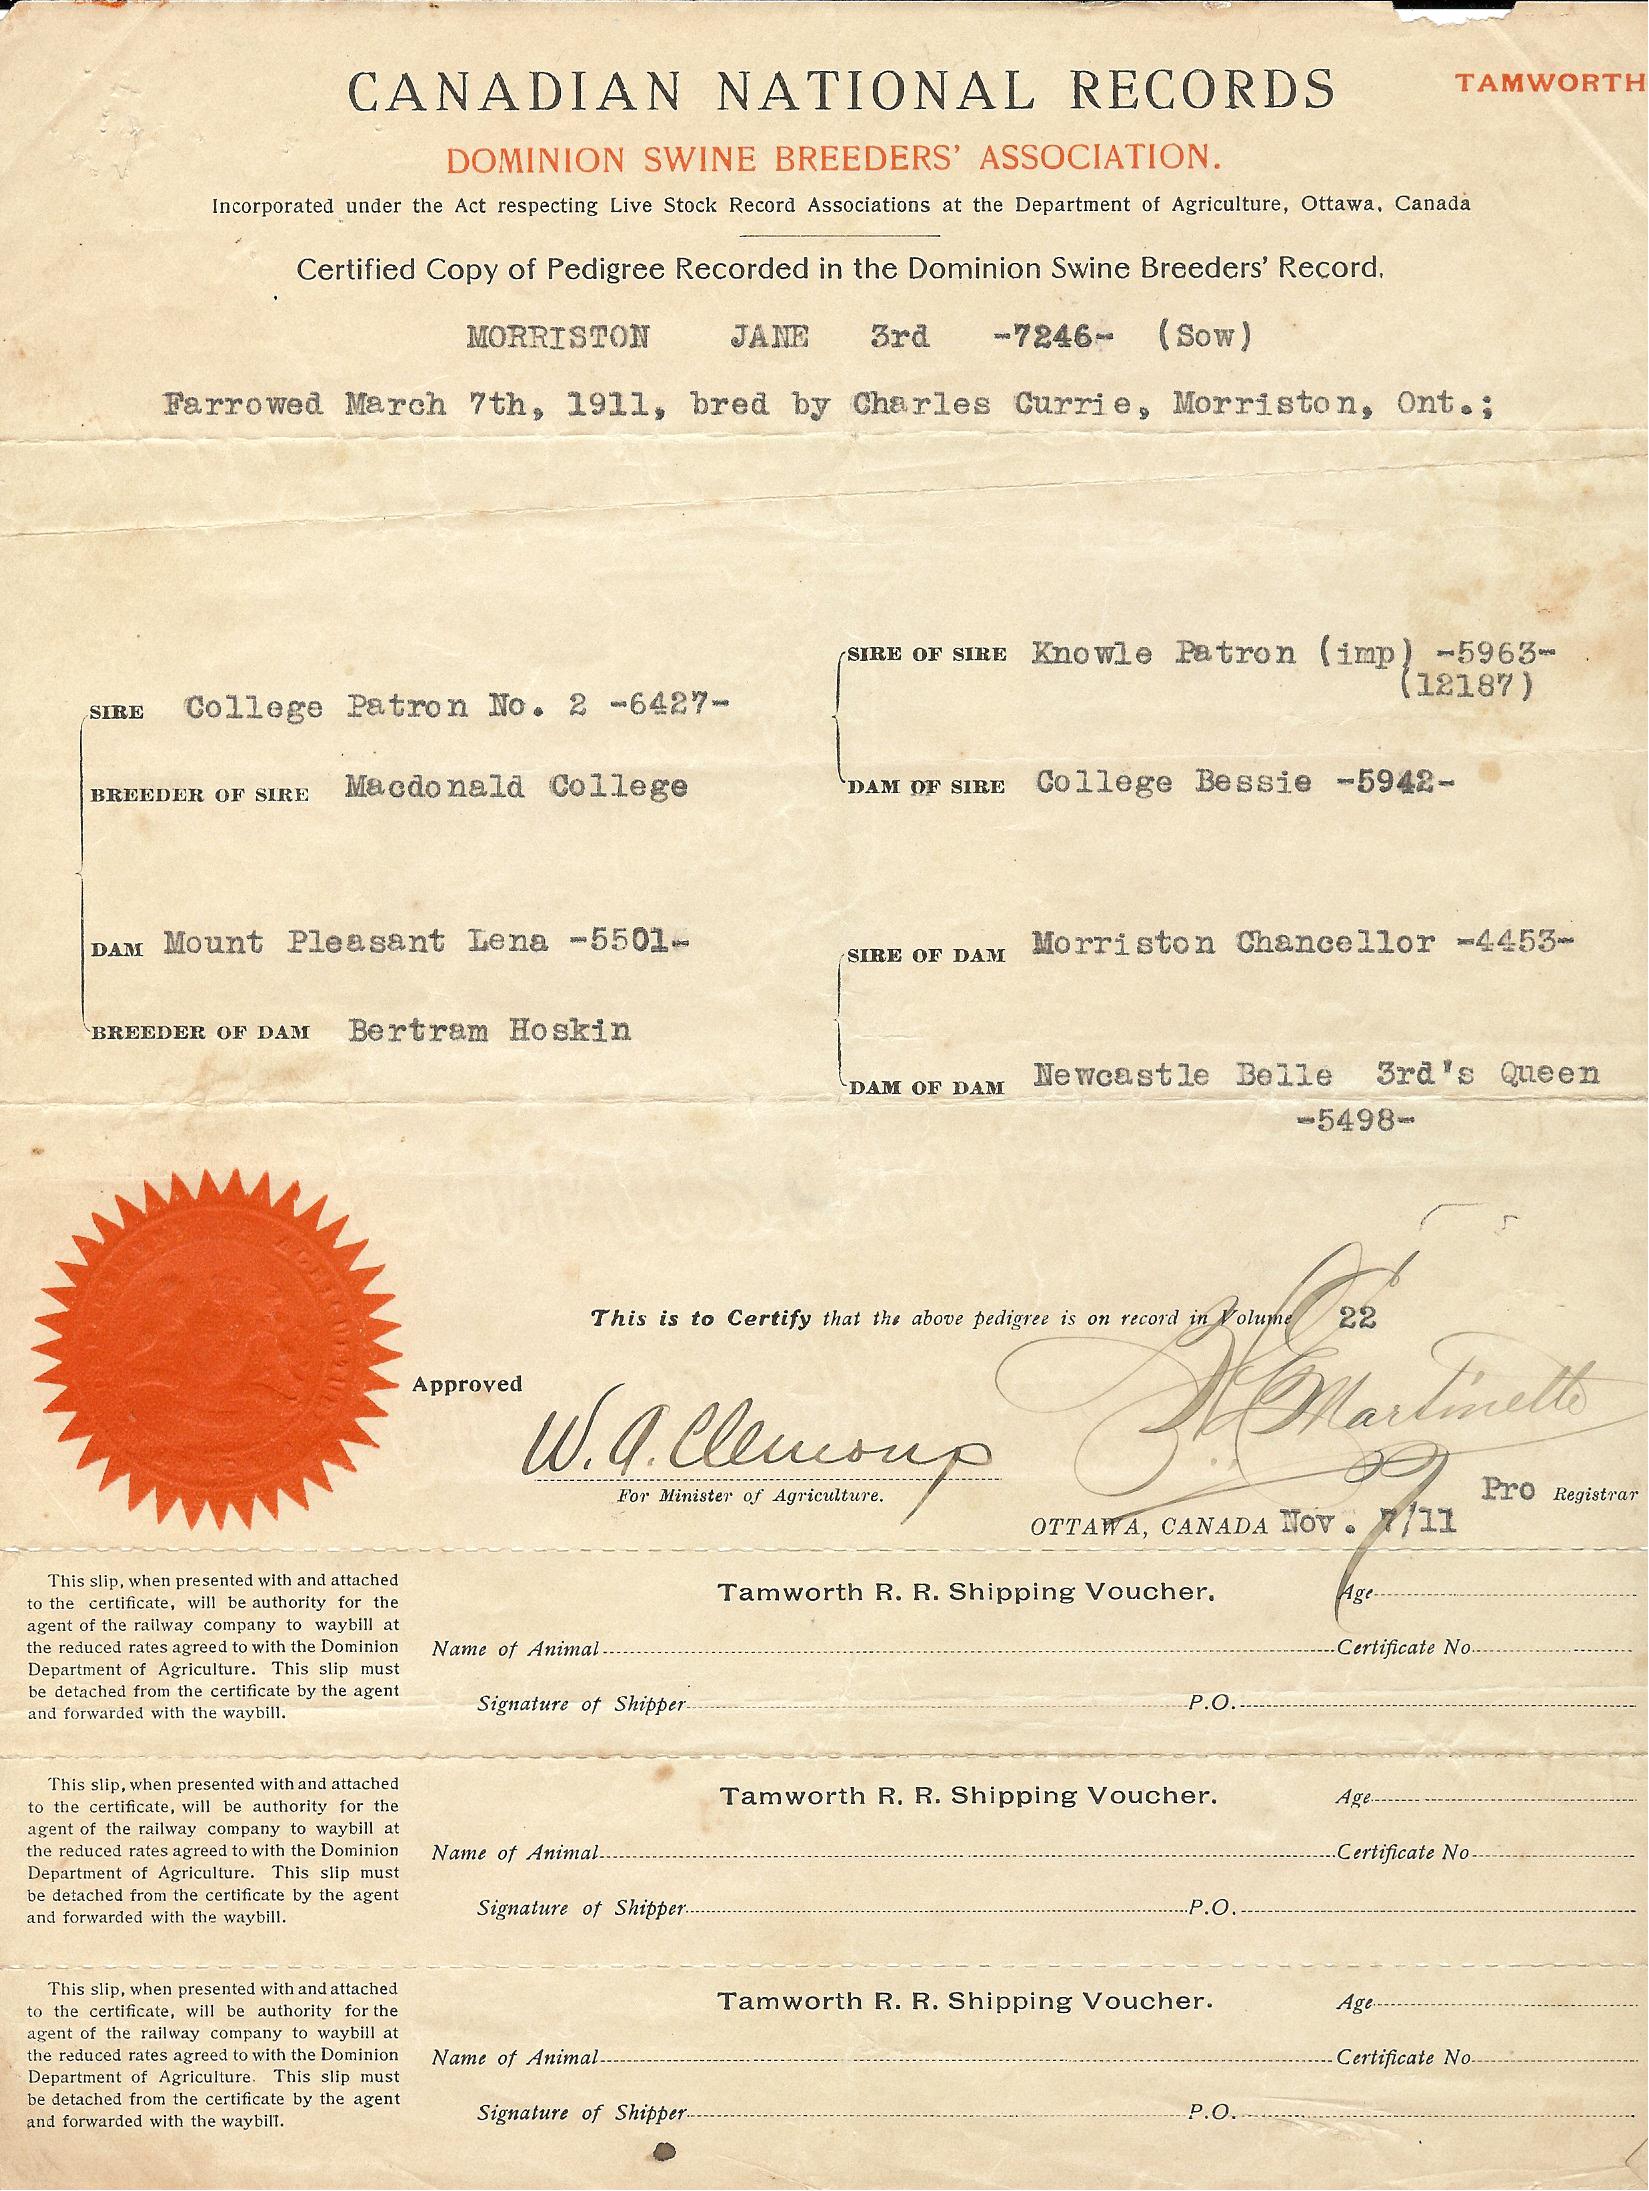 CANADIAN NATIONAL RECORDS
TAMWORTH
DOMINION SWINE BREEDERS' ASSOCIATION.
Incorporated under the Act respecting Live Stock Record Associations at the Department of Agriculture, Ottawa, Canada
Certified Copy of Pedigree Recorded in the Dominion Swine Breeders' Record.
MORRISTON JANE 3rd -7246- (Sow)
Farrowed March 7th, 1911, bred by Charles Currie, Morriston, Ont.;
SIRE College Patron No. 2 -6427-
BREEDER OF SIRE Macdonald College
DAM Mount Pleasant Lena -5501-
BREEDER OF DAM Bertram Hoskin
SIRE OF SIRE Knowle Patron (imp) -5963-
(12187)
DAM OF SIRE College Bessie -5942-
SIRE OF DAM Morriston Chancellor -4453-
DAM OF DAM Newcastle Belle 3rd's Queen
-5498-
This is to Certify that the above pedigree is on record in Volume 22
Approved
W. A. Clemons
Martinette
For Minister of Agriculture.
Pro Registrar
OTTAWA, CANADA Nov. 7/11
This slip, when presented with and attached
to the certificate, will be authority for the
agent of the railway company to waybill at
the reduced rates agreed to with the Dominion
Department of Agriculture. This slip must
be detached from the certificate by the agent
and forwarded with the waybill.
Tamworth R. R. Shipping Voucher.
Age
Name of Animal Certificate No.
Signature of Shipper P.O.
This slip, when presented with and attached
to the certificate, will be authority for the
agent of the railway company to waybill at
the reduced rates agreed to with the Dominion
Department of Agriculture. This slip must
be detached from the certificate by the agent
and forwarded with the waybill.
Tamworth R. R. Shipping Voucher.
Age
Name of Animal Certificate No.
Signature of Shipper P.O.
This slip, when presented with and attached
to the certificate, will be authority for the
agent of the railway company to waybill at
the reduced rates agreed to with the Dominion
Department of Agriculture. This slip must
be detached from the certificate by the agent
and forwarded with the waybill.
Tamworth R. R. Shipping Voucher.
Age
Name of Animal Certificate No.
Signature of Shipper P.O.